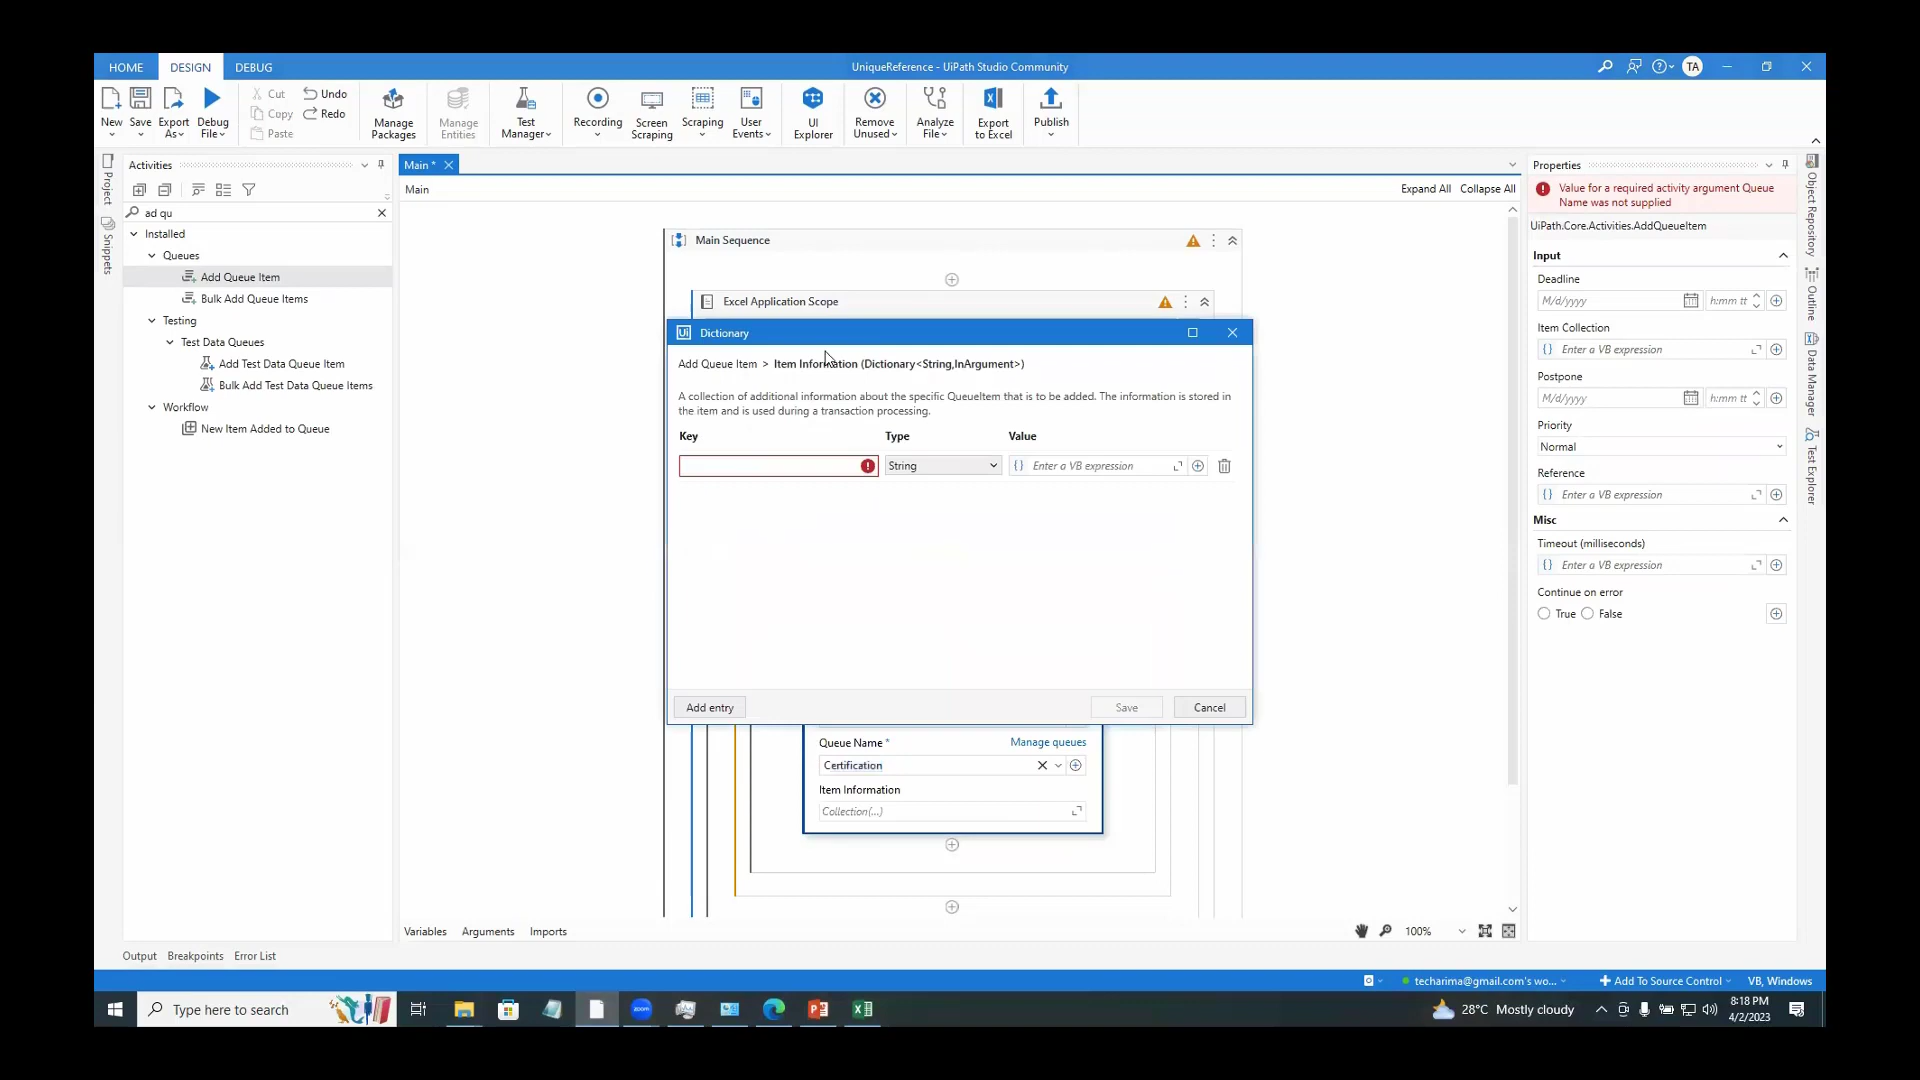 HOME DESIGN DEBUG
UniqueReference - UiPath Studio Community
TA
New Save Export As Debug File
Cut Copy Paste
Undo Redo
Manage Packages
Manage Entities
Test Manager
Recording
Screen Scraping
Scraping
User Events
UI Explorer
Remove Unused
Analyze File
Export to Excel
Publish
Project
Snippets
Activities
ad qu
Installed
Queues
Add Queue Item
Bulk Add Queue Items
Testing
Test Data Queues
Add Test Data Queue Item
Bulk Add Test Data Queue Items
Workflow
New Item Added to Queue
Main *
Main
Expand All Collapse All
Main Sequence
Excel Application Scope
Ui Dictionary
Add Queue Item > Item Information (Dictionary<String,InArgument>)
A collection of additional information about the specific QueueItem that is to be added. The information is stored in
the item and is used during a transaction processing.
Key Type Value
String Enter a VB expression
Add entry Save Cancel
Queue Name * Manage queues
Certification
Item Information
Collection(...)
Variables Arguments Imports
100%
Properties
Value for a required activity argument Queue
Name was not supplied
UiPath.Core.Activities.AddQueueItem
Input
Deadline
M/d/yyyy h:mm tt
Item Collection
Enter a VB expression
Postpone
M/d/yyyy h:mm tt
Priority
Normal
Reference
Enter a VB expression
Misc
Timeout (milliseconds)
Enter a VB expression
Continue on error
True False
Object Repository
Outline
Data Manager
Test Explorer
Output Breakpoints Error List
techarima@gmail.com's wo... Add To Source Control VB, Windows
Type here to search
zoom
28°C Mostly cloudy
8:18 PM
4/2/2023